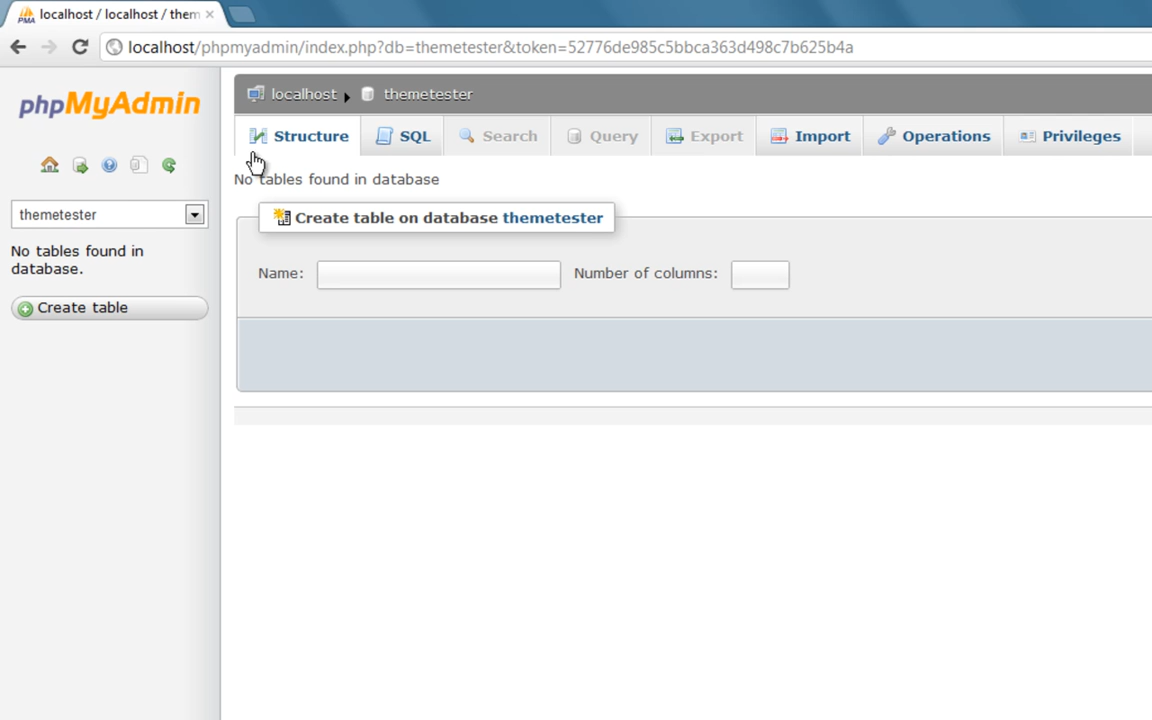 localhost / localhost / them
localhost/phpmyadmin/index.php?db=themetester&token=52776de985c5bbca363d498c7b625b4a
phpMyAdmin
localhost themetester
Structure SQL Search Query Export Import Operations Privileges
No tables found in database
themetester
Create table on database themetester
No tables found in
database.
Name: Number of columns:
Create table